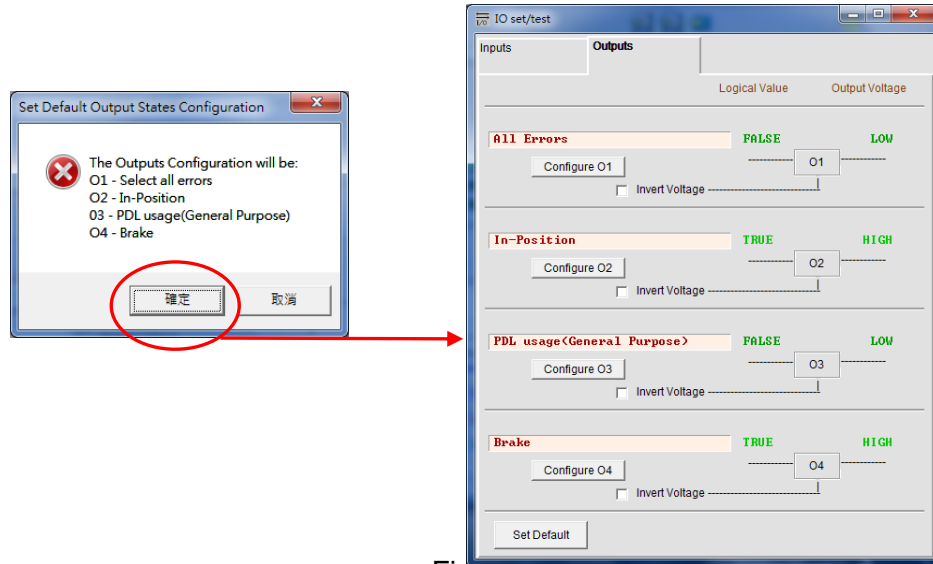 Set Default Output States Configuration
The Outputs Configuration will be:
O1 - Select all errors
O2 - In-Position
03 - PDL usage(General Purpose)
O4 - Brake
確定
取消
IO set/test
Inputs
Outputs
Logical Value Output Voltage
All Errors FALSE LOW
Configure O1 O1
Invert Voltage
In-Position TRUE HIGH
Configure O2 O2
Invert Voltage
PDL usage(General Purpose) FALSE LOW
Configure O3 O3
Invert Voltage
Brake TRUE HIGH
Configure O4 O4
Invert Voltage
Set Default